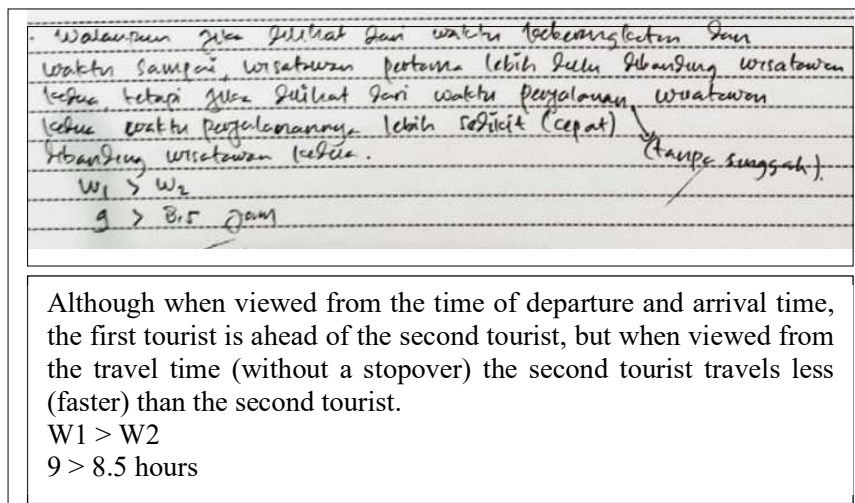 . Walaupun jika dilihat dari waktu keberangkatan dan
waktu sampai, wisatawan pertama lebih dulu dibanding wisatawan
kedua, tetapi jika dilihat dari waktu perjalanan, wisatawan
kedua waktu perjalanannya lebih sedikit (cepat)
dibanding wisatawan kedua.
(tanpa singgah).
W1 > W2
9 > 8.5 jam
Although when viewed from the time of departure and arrival time,
the first tourist is ahead of the second tourist, but when viewed from
the travel time (without a stopover) the second tourist travels less
(faster) than the second tourist.
W1 > W2
9 > 8.5 hours